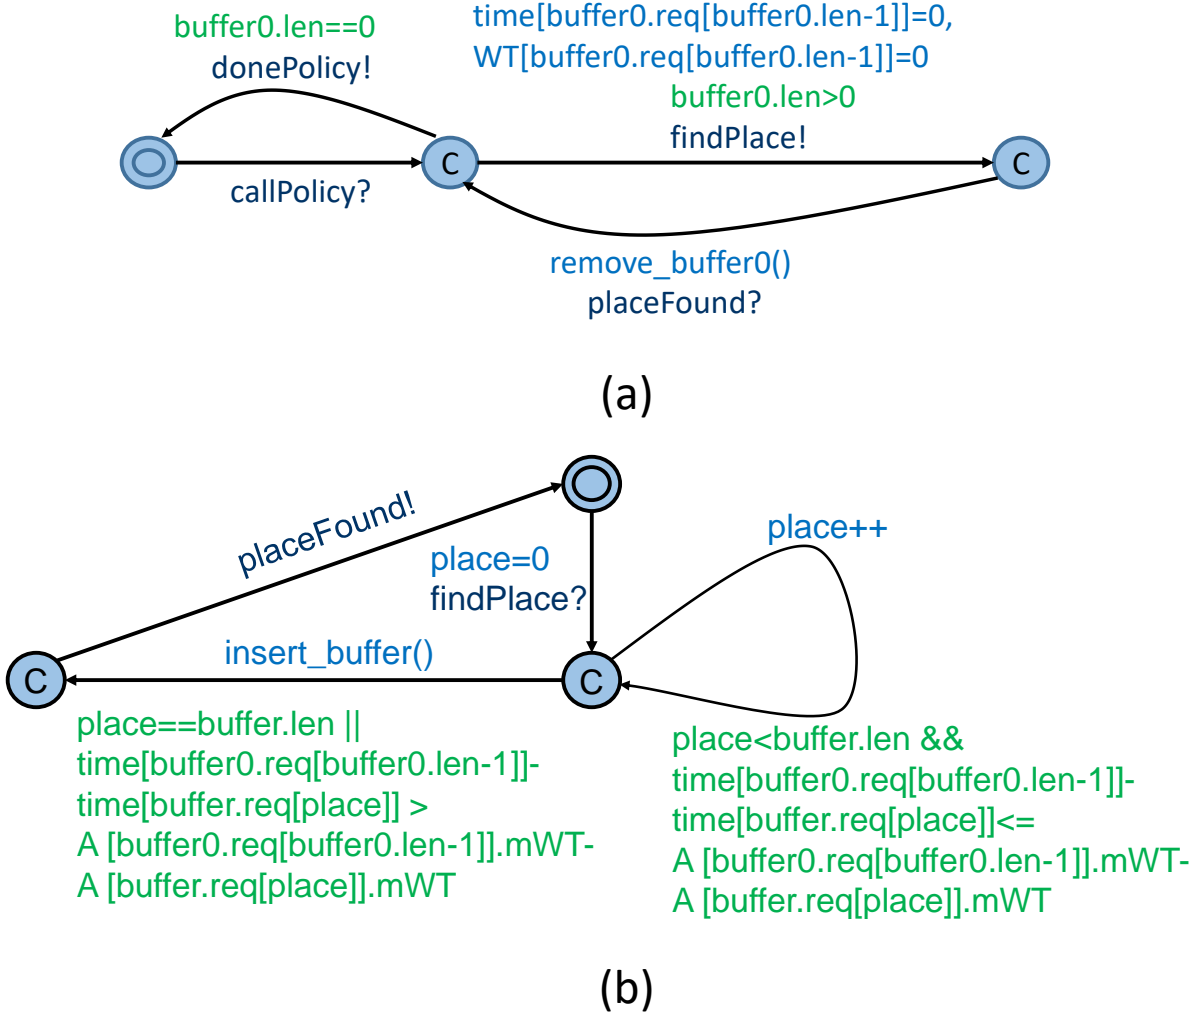 buffer0.len==0
donePolicy!
time[buffer0.req[buffer0.len-1]]=0,
WT[buffer0.req[buffer0.len-1]]=0
buffer0.len>0
findPlace!
C
C
callPolicy?
remove_buffer0()
placeFound?
(a)
placeFound!
place=0
findPlace?
place++
insert_buffer()
C
C
place==buffer.len ||
time[buffer0.req[buffer0.len-1]]-
time[buffer.req[place]] >
A [buffer0.req[buffer0.len-1]].mWT-
A [buffer.req[place]].mWT
place<buffer.len &&
time[buffer0.req[buffer0.len-1]]-
time[buffer.req[place]]<=
A [buffer0.req[buffer0.len-1]].mWT-
A [buffer.req[place]].mWT
(b)